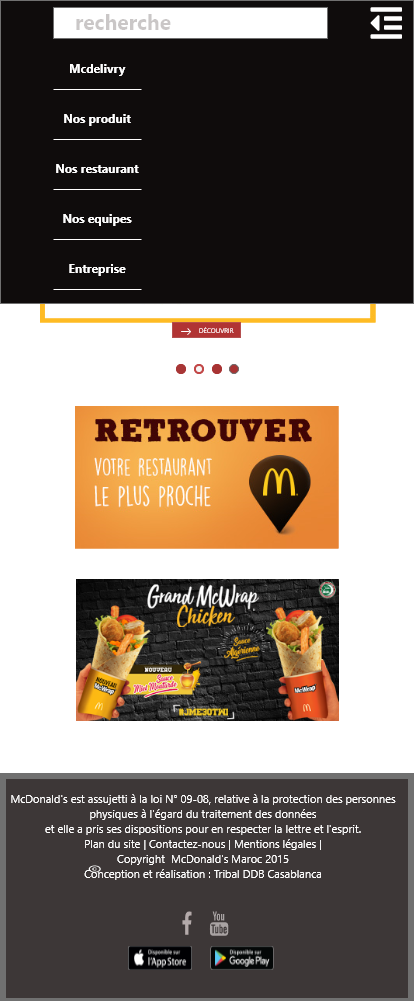 recherche
Mcdelivry
Nos produit
Nos restaurant
Nos equipes
Entreprise
DÉCOUVRIR
RETROUVER
VOTRE RESTAURANT
LE PLUS PROCHE
Grand McWrap
Chicken
Sauce
Algérienne
NOUVEAU
Sauce
Miel Moutarde
NOUVEAU
McWrap
McWrap
#JME3OTWI
McDonald's est assujetti à la loi N° 09-08, relative à la protection des personnes
physiques à l'égard du traitement des données
et elle a pris ses dispositions pour en respecter la lettre et l'esprit.
Plan du site | Contactez-nous | Mentions légales |
Copyright McDonald's Maroc 2015
Conception et réalisation : Tribal DDB Casablanca
f
You
Tube
Disponible sur
l'App Store
Disponible sur
Google Play